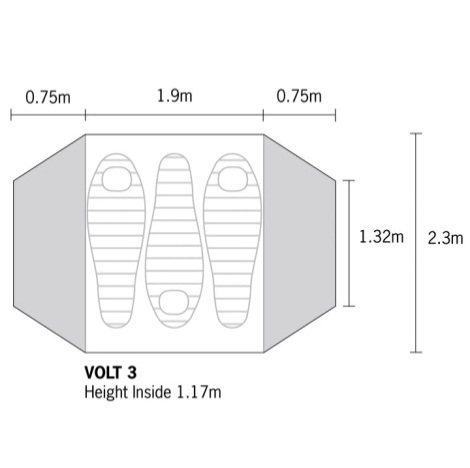 0.75m
1.9m
0.75m
1.32m
2.3m
VOLT 3
Height Inside 1.17m